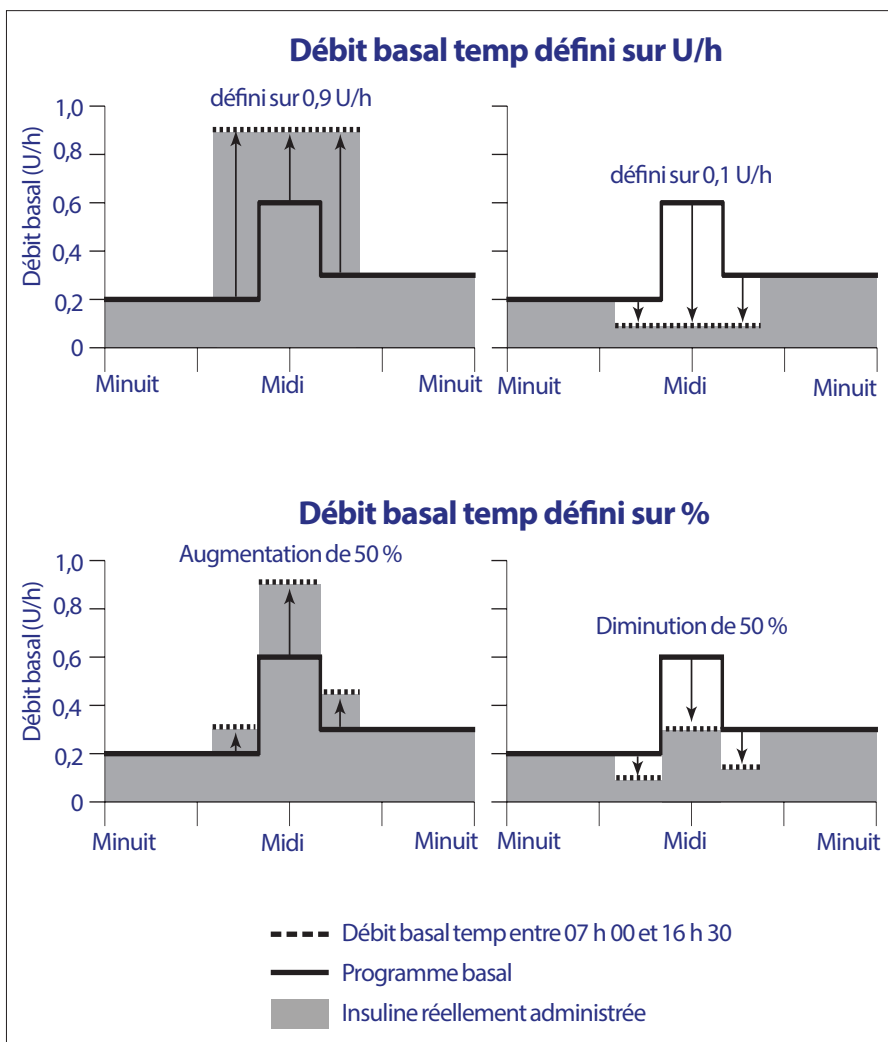 Débit basal temp défini sur U/h
défini sur 0,9 U/h
Débit basal (U/h)
1,0
0,8
0,6
0,4
0,2
0
Minuit
Midi
Minuit
défini sur 0,1 U/h
Minuit
Midi
Minuit
Débit basal temp défini sur %
Augmentation de 50 %
Débit basal (U/h)
1,0
0,8
0,6
0,4
0,2
0
Minuit
Midi
Minuit
Diminution de 50 %
Minuit
Midi
Minuit
Débit basal temp entre 07 h 00 et 16 h 30
Programme basal
Insuline réellement administrée